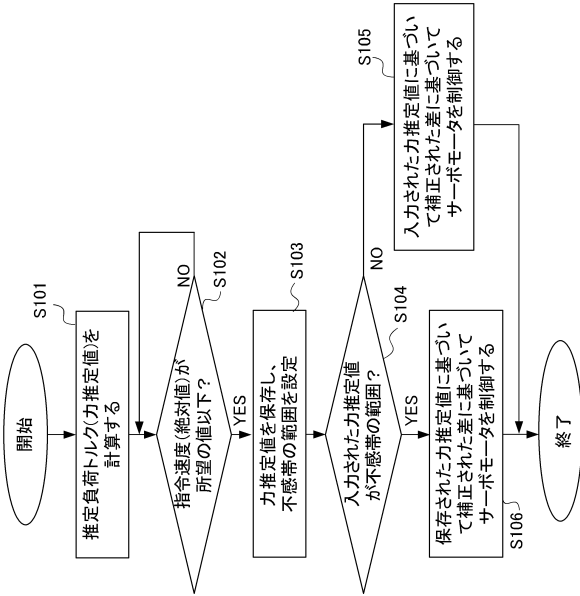 開始
S101
推定負荷トルク(力推定値)を
計算する
S102
指令速度(絶対値)が
所望の値以下?
NO
YES
S103
力推定値を保存し、
不感帯の範囲を設定
S104
入力された力推定値
が不感帯の範囲?
NO
YES
S105
入力された力推定値に基づい
て補正された差に基づいて
サーボモータを制御する
S106
保存された力推定値に基づい
て補正された差に基づいて
サーボモータを制御する
終了